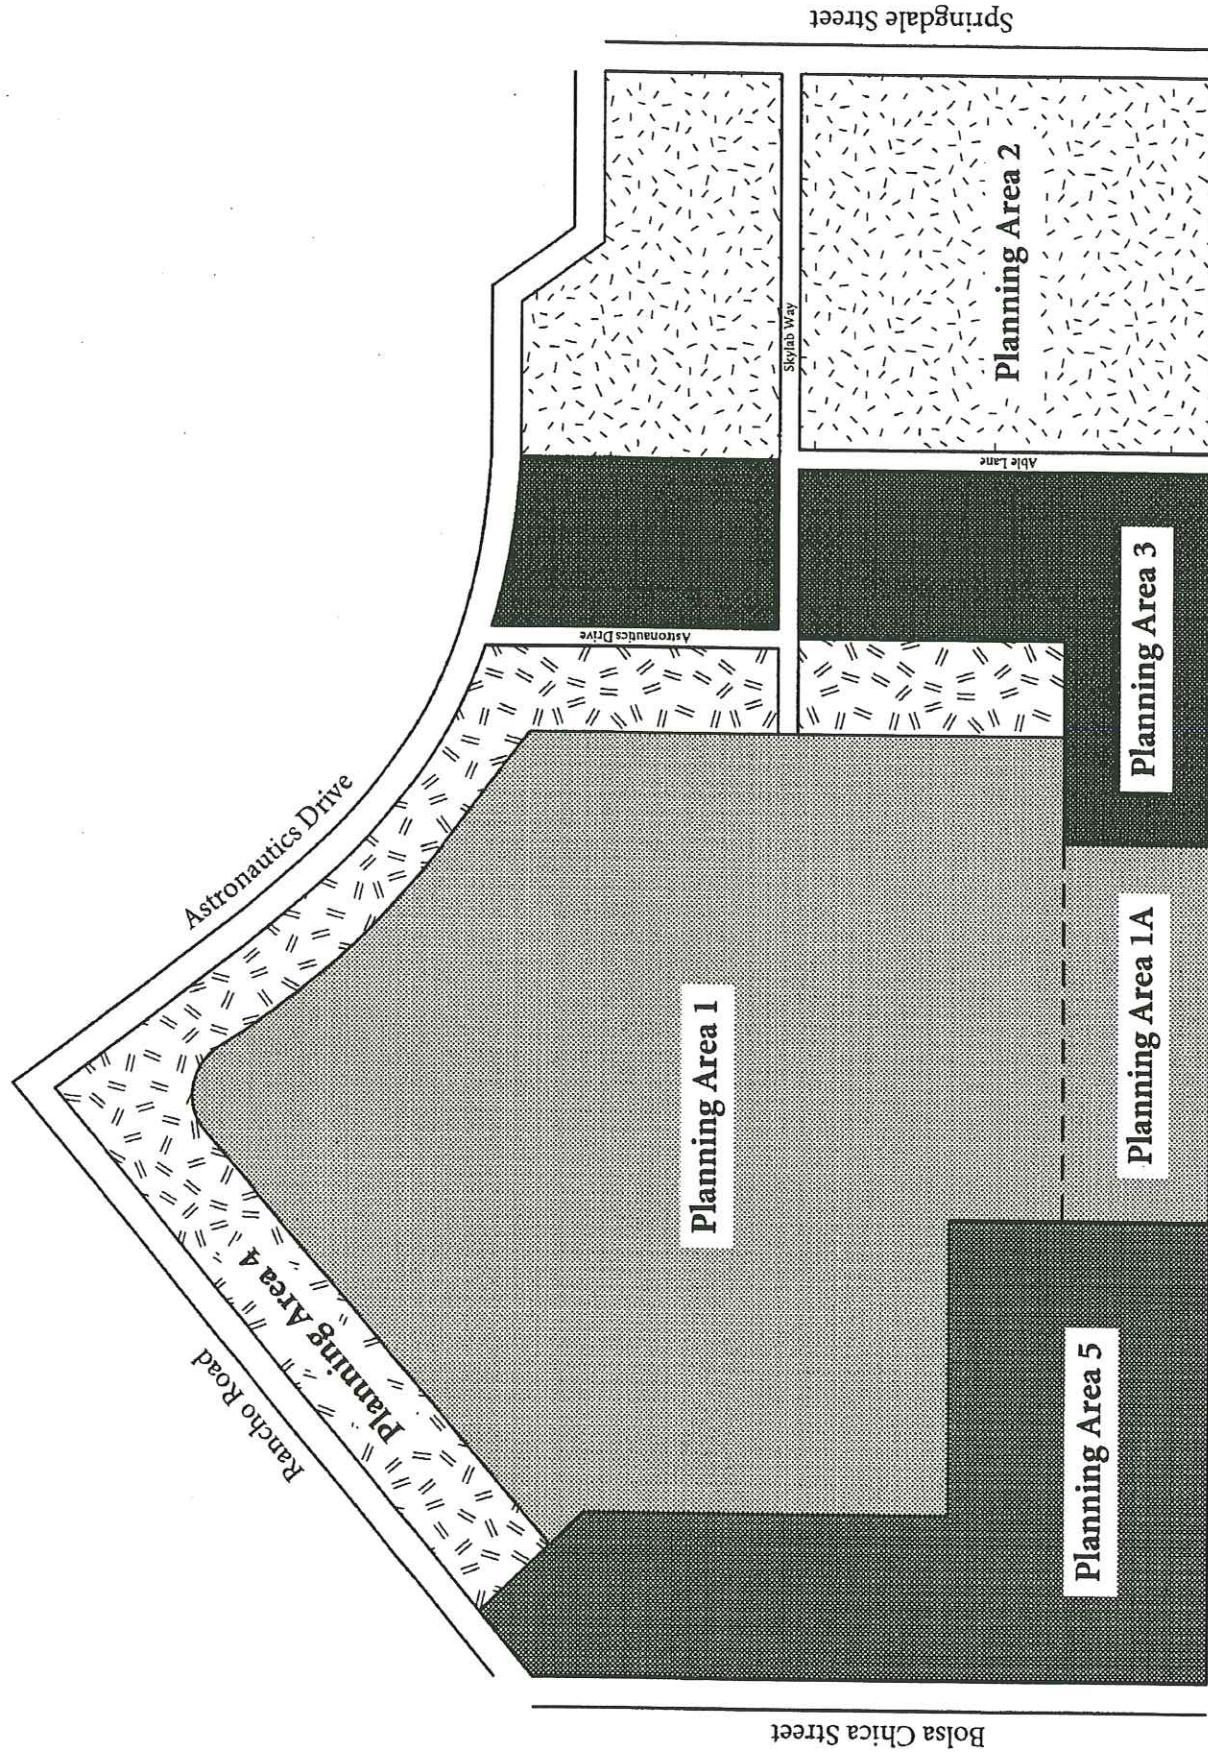 Springdale Street
Planning Area 2
Skylab Way
Able Lane
Astronautics Drive
Planning Area 3
Astronautics Drive
Planning Area 1
Planning Area 1A
Planning Area 4
Rancho Road
Planning Area 5
Bolsa Chica Street